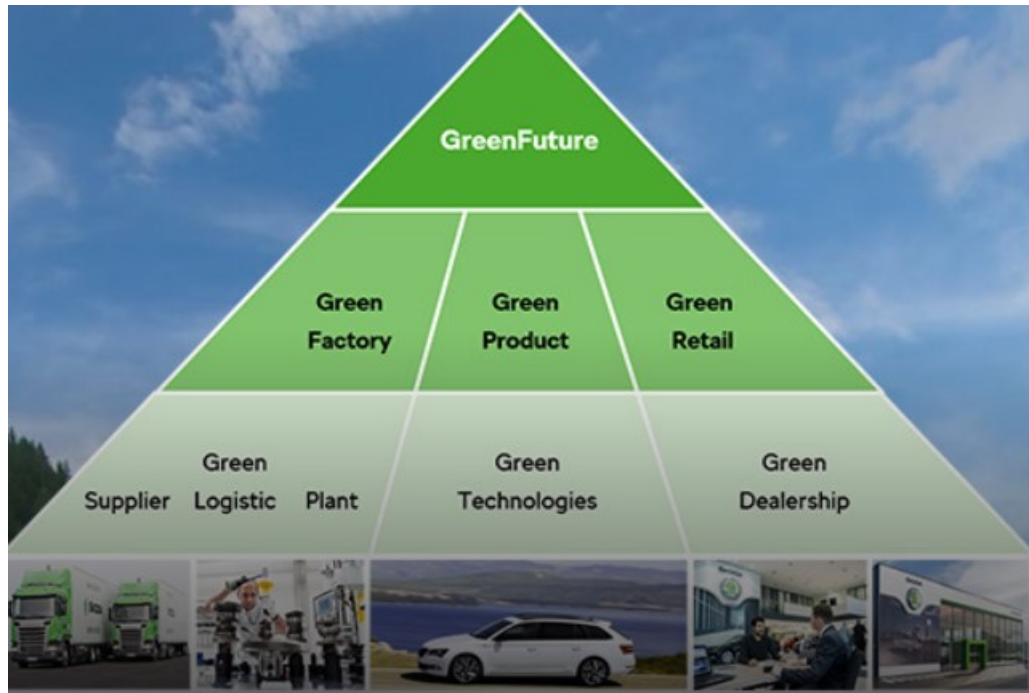 GreenFuture
Green
Factory
Green
Product
Green
Retail
Green
Supplier Logistic Plant
Green
Technologies
Green
Dealership